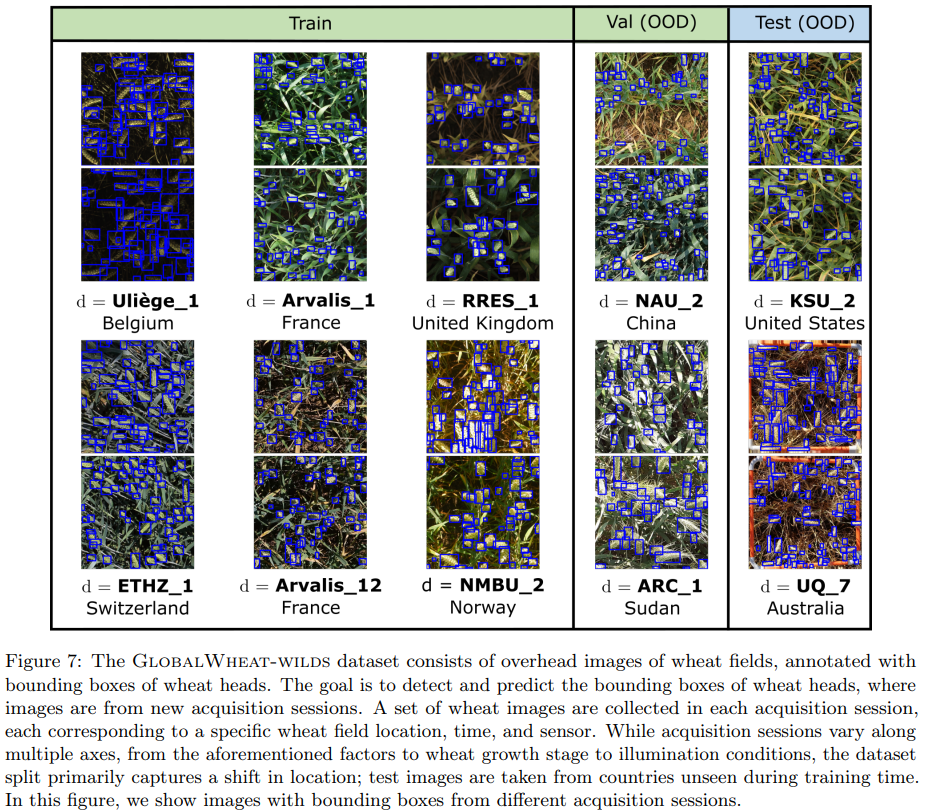 Train Val (OOD) Test (OOD)
d = Uliège_1 d = Arvalis_1 d = RRES_1 d = NAU_2 d = KSU_2
Belgium France United Kingdom China United States
d = ETHZ_1 d = Arvalis_12 d = NMBU_2 d = ARC_1 d = UQ_7
Switzerland France Norway Sudan Australia
Figure 7: The GLOBALWHEAT-WILDS dataset consists of overhead images of wheat fields, annotated with
bounding boxes of wheat heads. The goal is to detect and predict the bounding boxes of wheat heads, where
images are from new acquisition sessions. A set of wheat images are collected in each acquisition session,
each corresponding to a specific wheat field location, time, and sensor. While acquisition sessions vary along
multiple axes, from the aforementioned factors to wheat growth stage to illumination conditions, the dataset
split primarily captures a shift in location; test images are taken from countries unseen during training time.
In this figure, we show images with bounding boxes from different acquisition sessions.